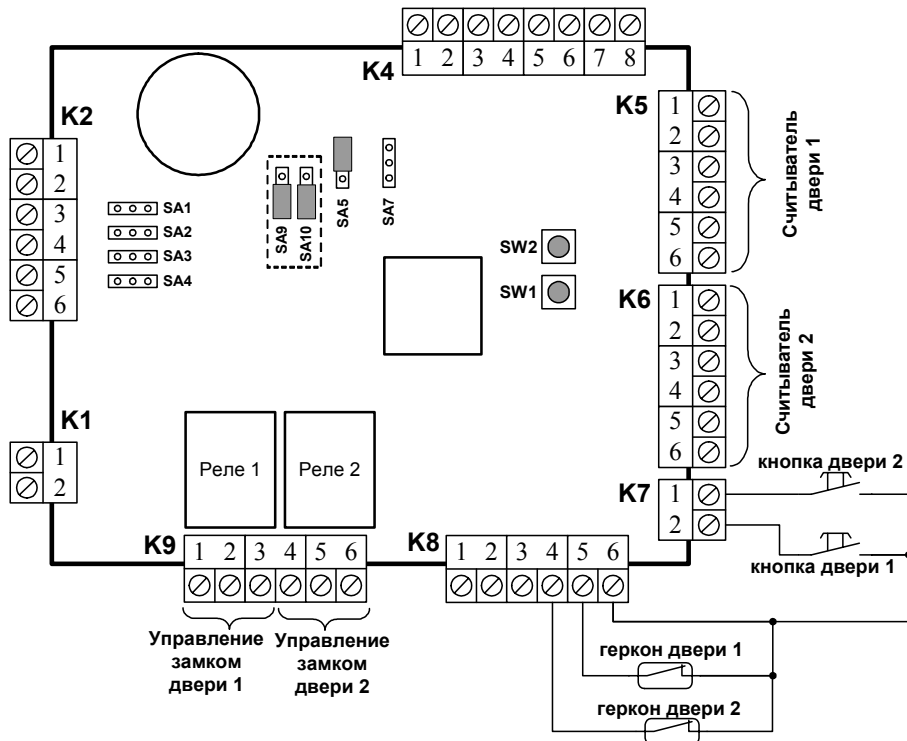 K4
1 2 3 4 5 6 7 8
K2
1
2
3
4
5
6
SA1
SA2
SA3
SA4
SA9
SA10
SA5
SA7
SW2
SW1
K5
1
2
3
4
5
6
Считыватель
двери 1
K6
1
2
3
4
5
6
Считыватель
двери 2
K1
1
2
Реле 1
Реле 2
K7
1
2
кнопка двери 2
кнопка двери 1
K9
1 2 3 4 5 6
K8
1 2 3 4 5 6
Управление
замком
двери 1
Управление
замком
двери 2
геркон двери 1
геркон двери 2